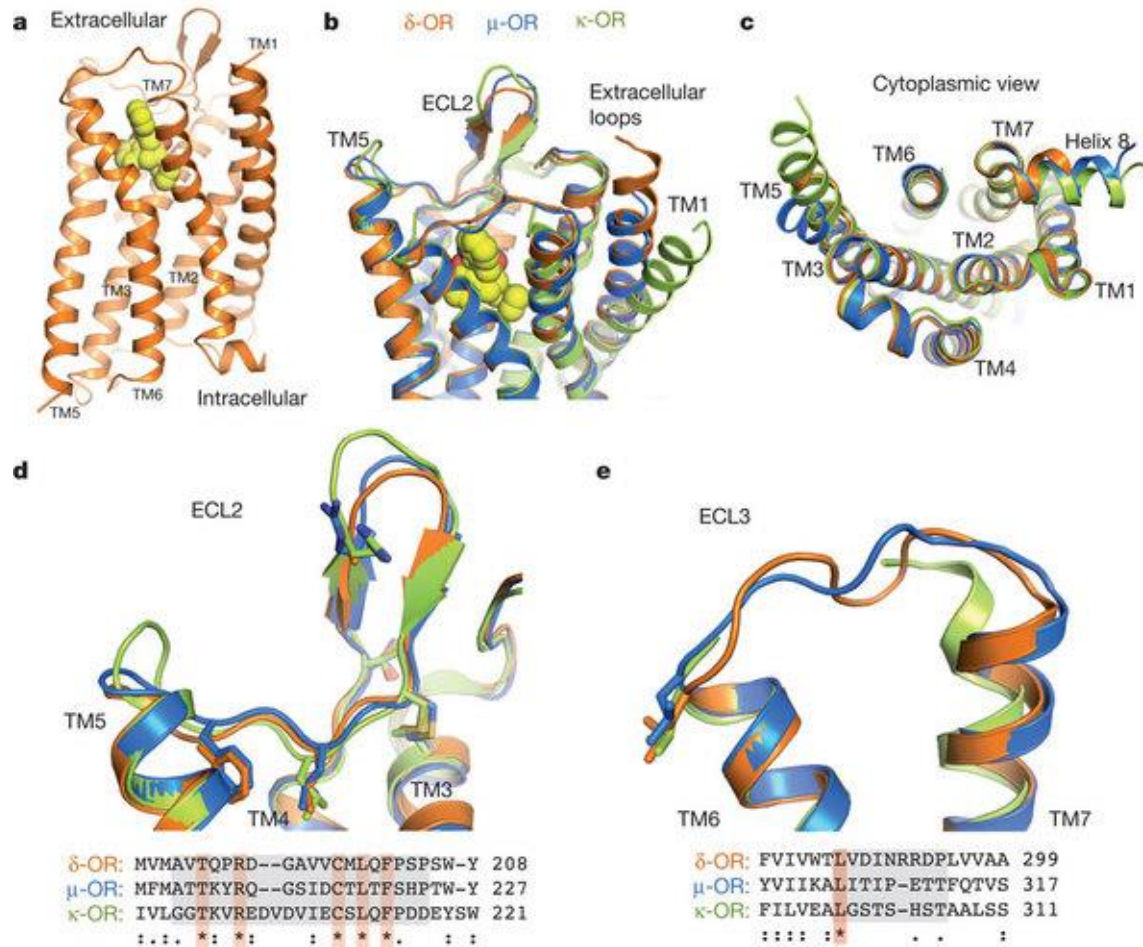 a
Extracellular
TM1
TM7
TM3
TM2
TM5
TM6
Intracellular
b
δ-OR μ-OR κ-OR
ECL2
Extracellular
loops
TM5
TM1
c
Cytoplasmic view
TM7
Helix 8
TM6
TM5
TM2
TM3
TM1
TM4
d
ECL2
TM5
TM4
TM3
δ-OR: MVMAVTQPRD--GAVVCMLQFPSPSW-Y 208
μ-OR: MFMATTKYRQ--GSIDCTLTFSHPTW-Y 227
κ-OR: IVLGGTKVREDVDVIECSLQFPDDEYSW 221
:.:. * * : * * *. : :
e
ECL3
TM6
TM7
δ-OR: FVIVWTLVDINRRDPLVVAA 299
μ-OR: YVIIKALITIP-ETTFQTVS 317
κ-OR: FILVEALGSTS-HSTAALSS 311
:::: :* . . :